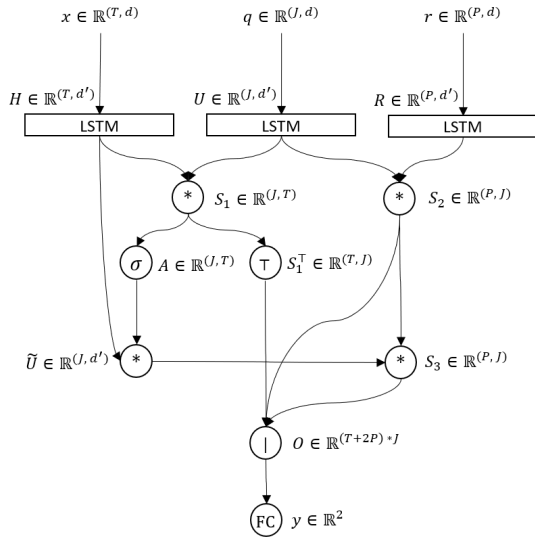 x ∈ ℝ^(T, d) q ∈ ℝ^(J, d) r ∈ ℝ^(P, d)
H ∈ ℝ^(T, d′) U ∈ ℝ^(J, d′) R ∈ ℝ^(P, d′)
LSTM LSTM LSTM
* S₁ ∈ ℝ^(J, T) * S₂ ∈ ℝ^(P, J)
σ A ∈ ℝ^(J, T) ⊤ S₁^⊤ ∈ ℝ^(T, J)
Ũ ∈ ℝ^(J, d′) * * S₃ ∈ ℝ^(P, J)
| O ∈ ℝ^(T+2P)*J
FC y ∈ ℝ²